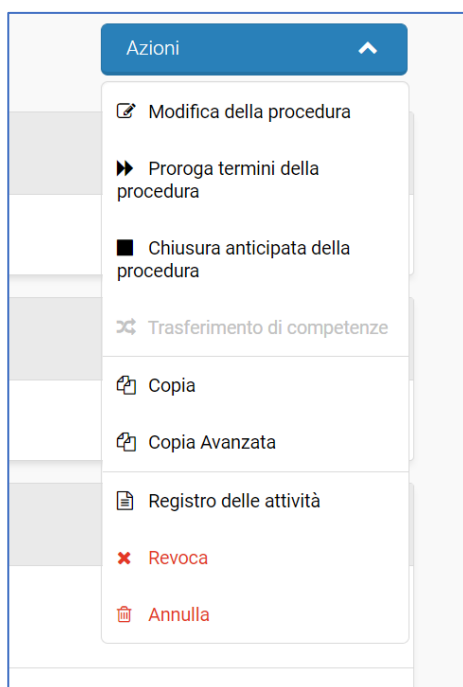 Azioni
Modifica della procedura
Proroga termini della
procedura
Chiusura anticipata della
procedura
Trasferimento di competenze
Copia
Copia Avanzata
Registro delle attività
Revoca
Annulla